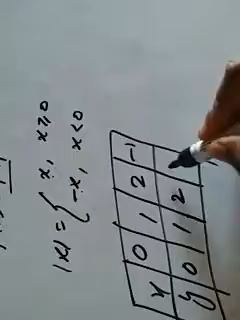 |x| = { x, x ≥ 0
-x, x < 0
x 0 1 2 -1
y 0 1 2